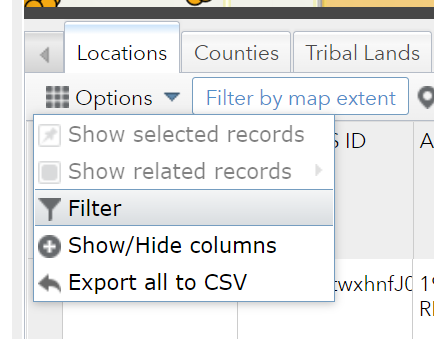 Locations Counties Tribal Lands
Options Filter by map extent
Show selected records
ID
Show related records
Filter
Show/Hide columns
Export all to CSV